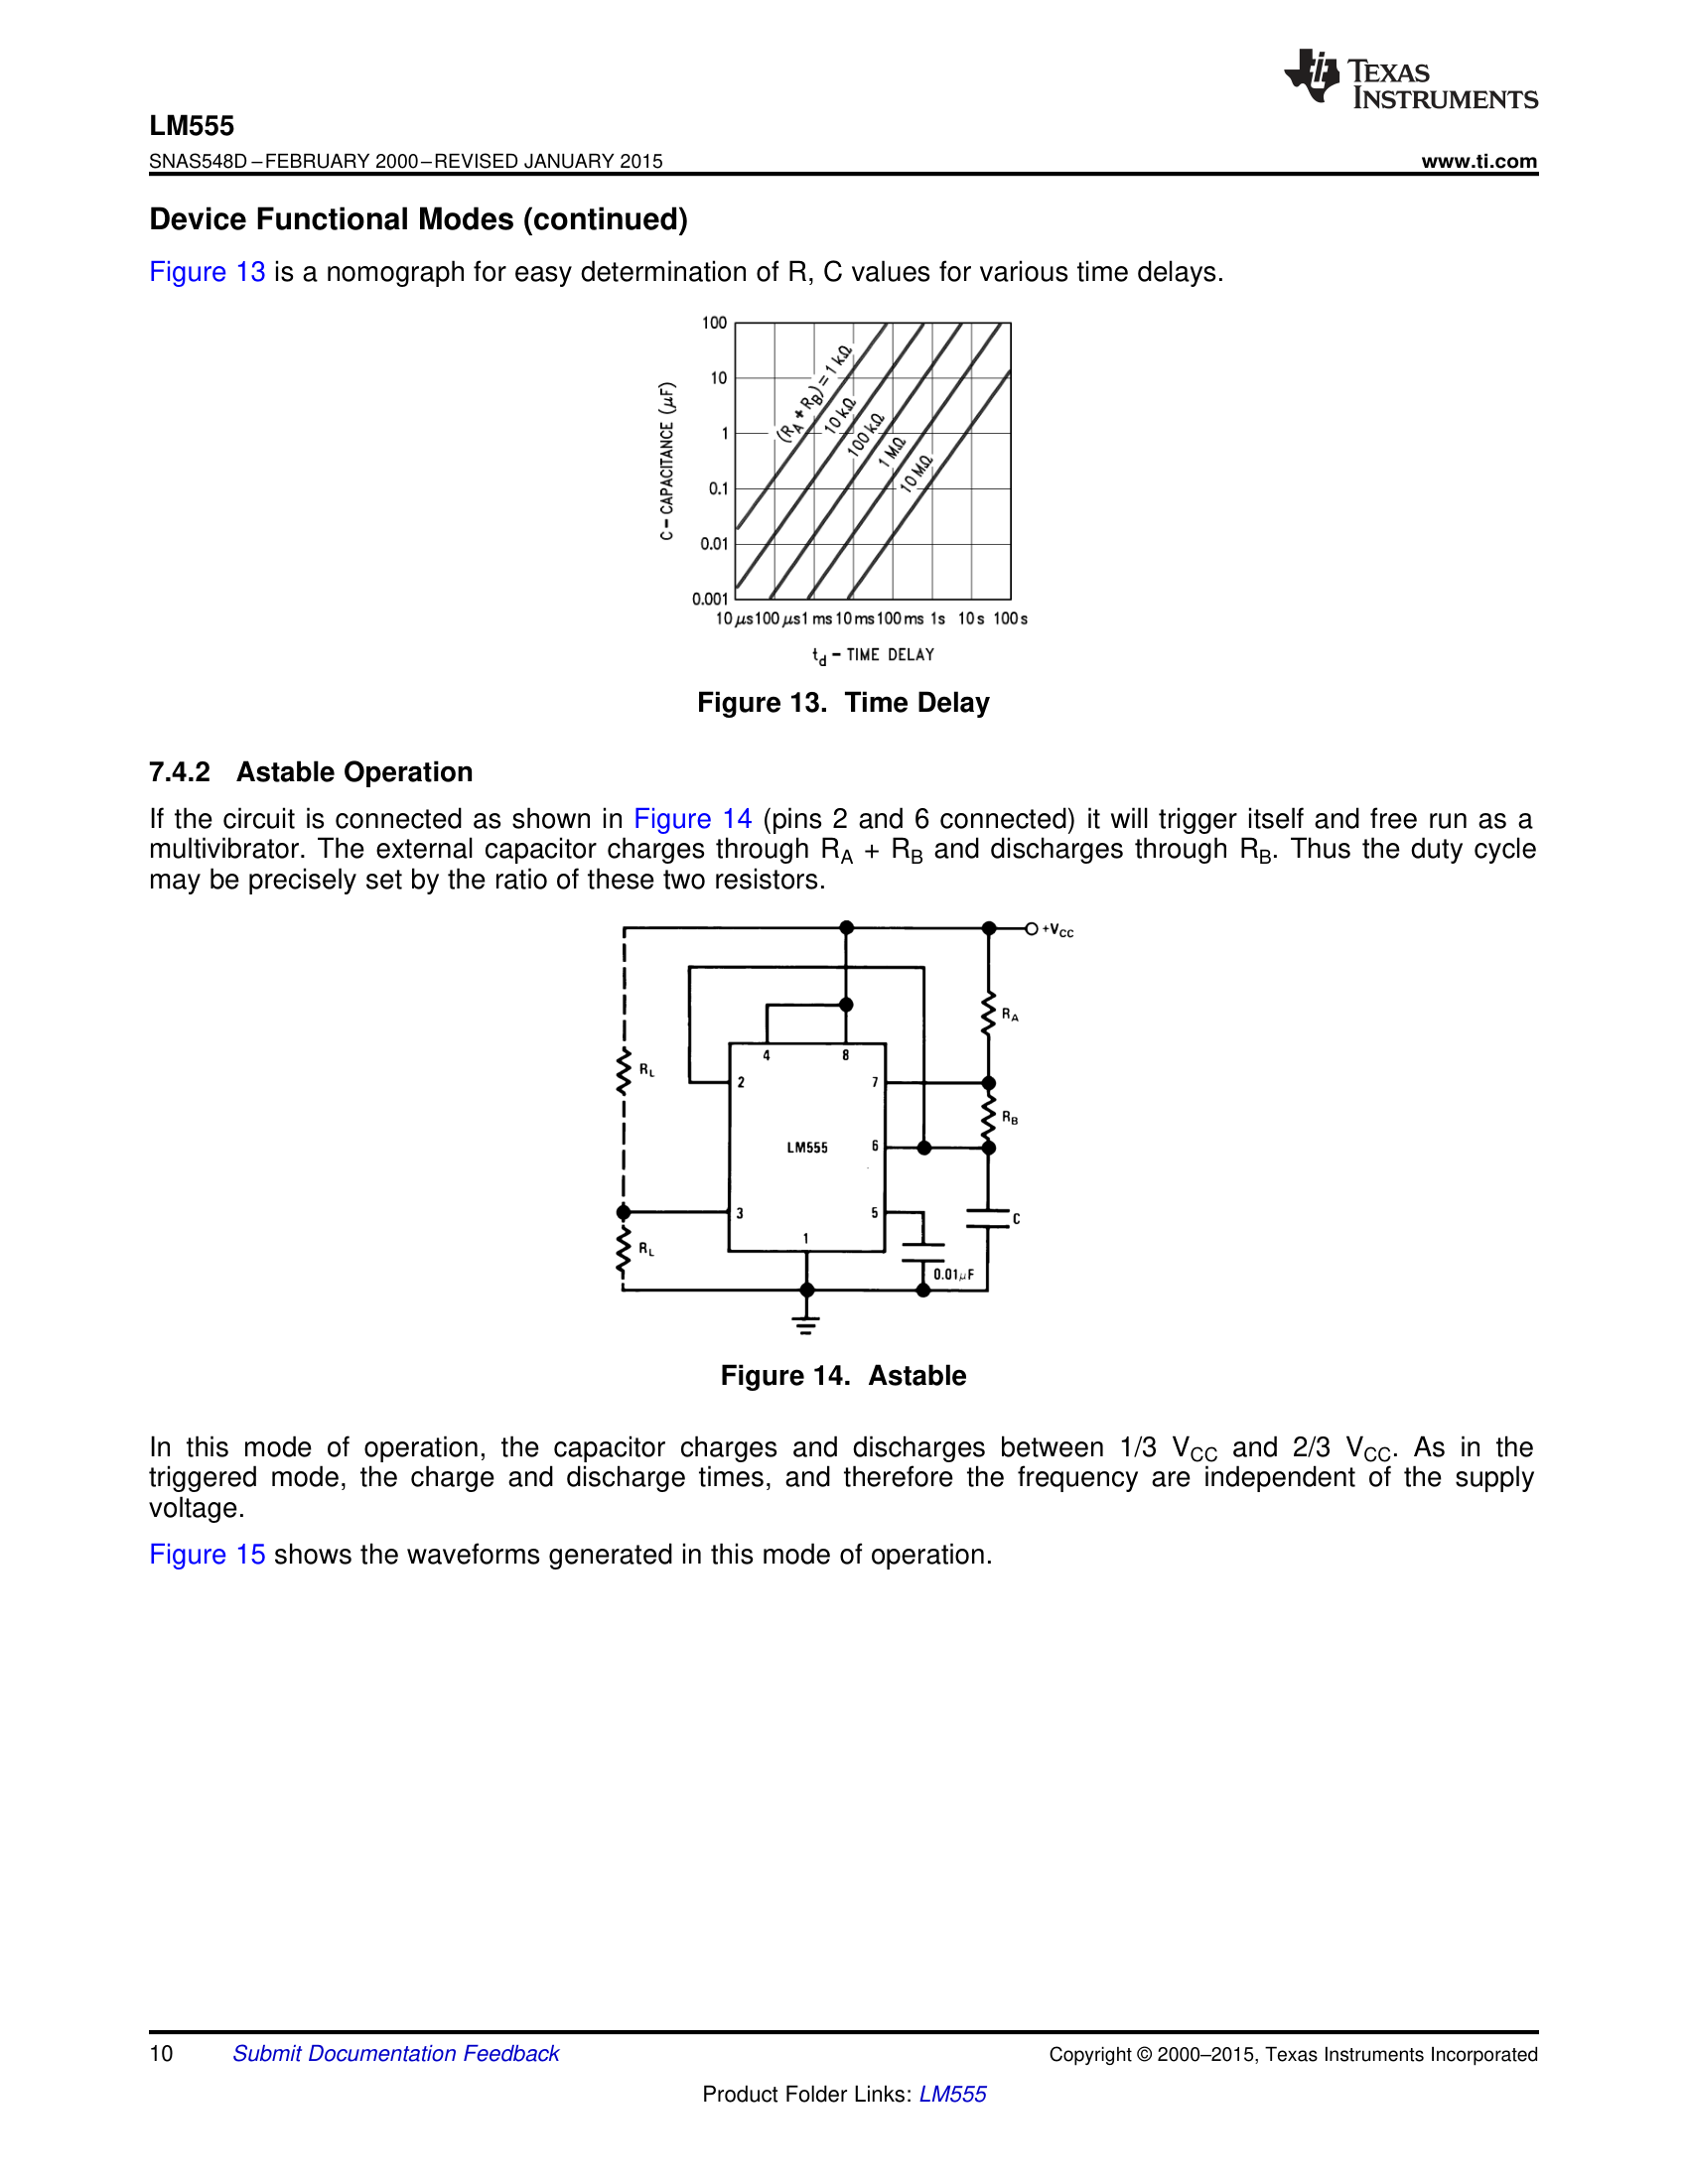 TEXAS
INSTRUMENTS
LM555
SNAS548D – FEBRUARY 2000 – REVISED JANUARY 2015 www.ti.com
Device Functional Modes (continued)
Figure 13 is a nomograph for easy determination of R, C values for various time delays.
100
10
1
0.1
0.01
0.001
C – CAPACITANCE (μF)
(RA + RB) = 1 kΩ
10 kΩ
100 kΩ
1 MΩ
10 MΩ
10 μs 100 μs 1 ms 10 ms 100 ms 1s 10 s 100 s
td – TIME DELAY
Figure 13. Time Delay
7.4.2 Astable Operation
If the circuit is connected as shown in Figure 14 (pins 2 and 6 connected) it will trigger itself and free run as a
multivibrator. The external capacitor charges through RA + RB and discharges through RB. Thus the duty cycle
may be precisely set by the ratio of these two resistors.
+VCC
RA
4 8
RL
2 7
RB
LM555 6
3 5
C
1
RL
0.01μF
Figure 14. Astable
In this mode of operation, the capacitor charges and discharges between 1/3 VCC and 2/3 VCC. As in the
triggered mode, the charge and discharge times, and therefore the frequency are independent of the supply
voltage.
Figure 15 shows the waveforms generated in this mode of operation.
10 Submit Documentation Feedback Copyright © 2000–2015, Texas Instruments Incorporated
Product Folder Links: LM555